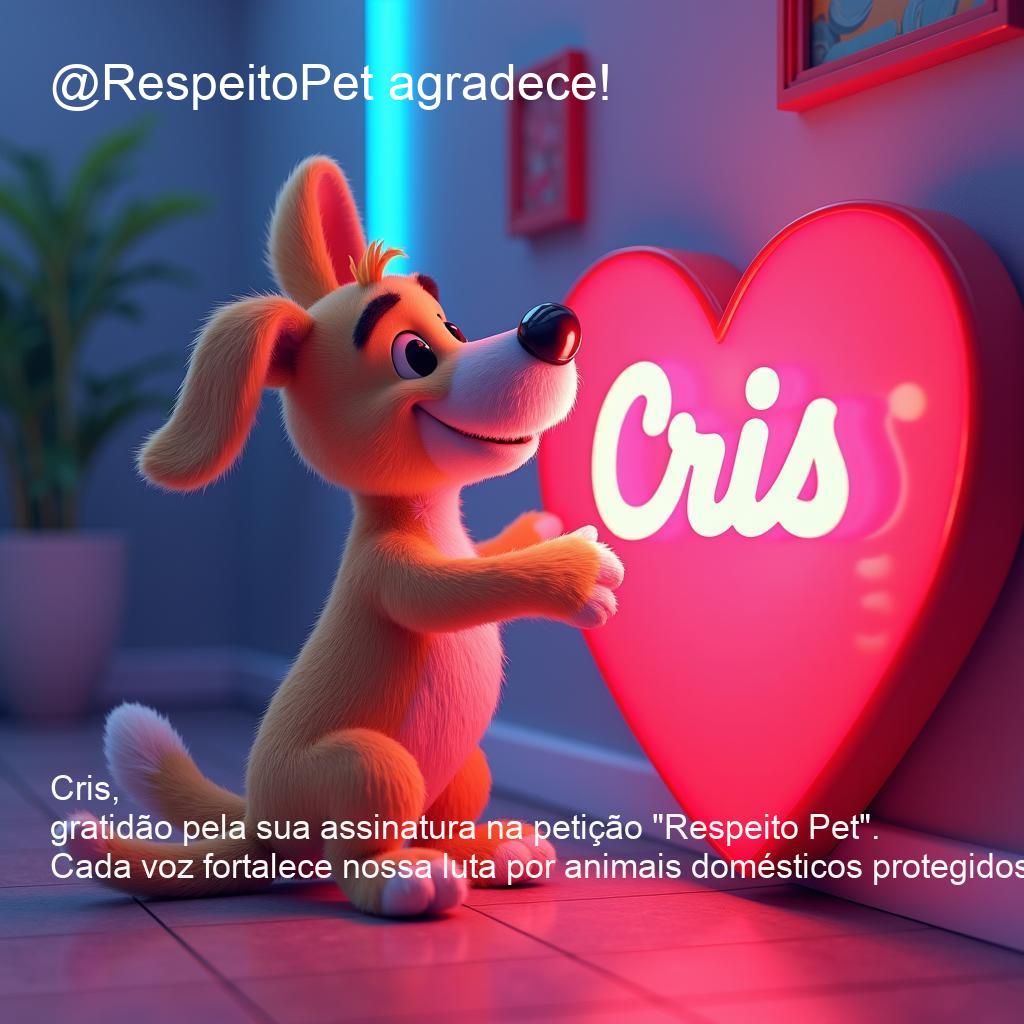 @RespeitoPet agradece!
Cris
Cris,
gratidão pela sua assinatura na petição "Respeito Pet".
Cada voz fortalece nossa luta por animais domésticos protegidos